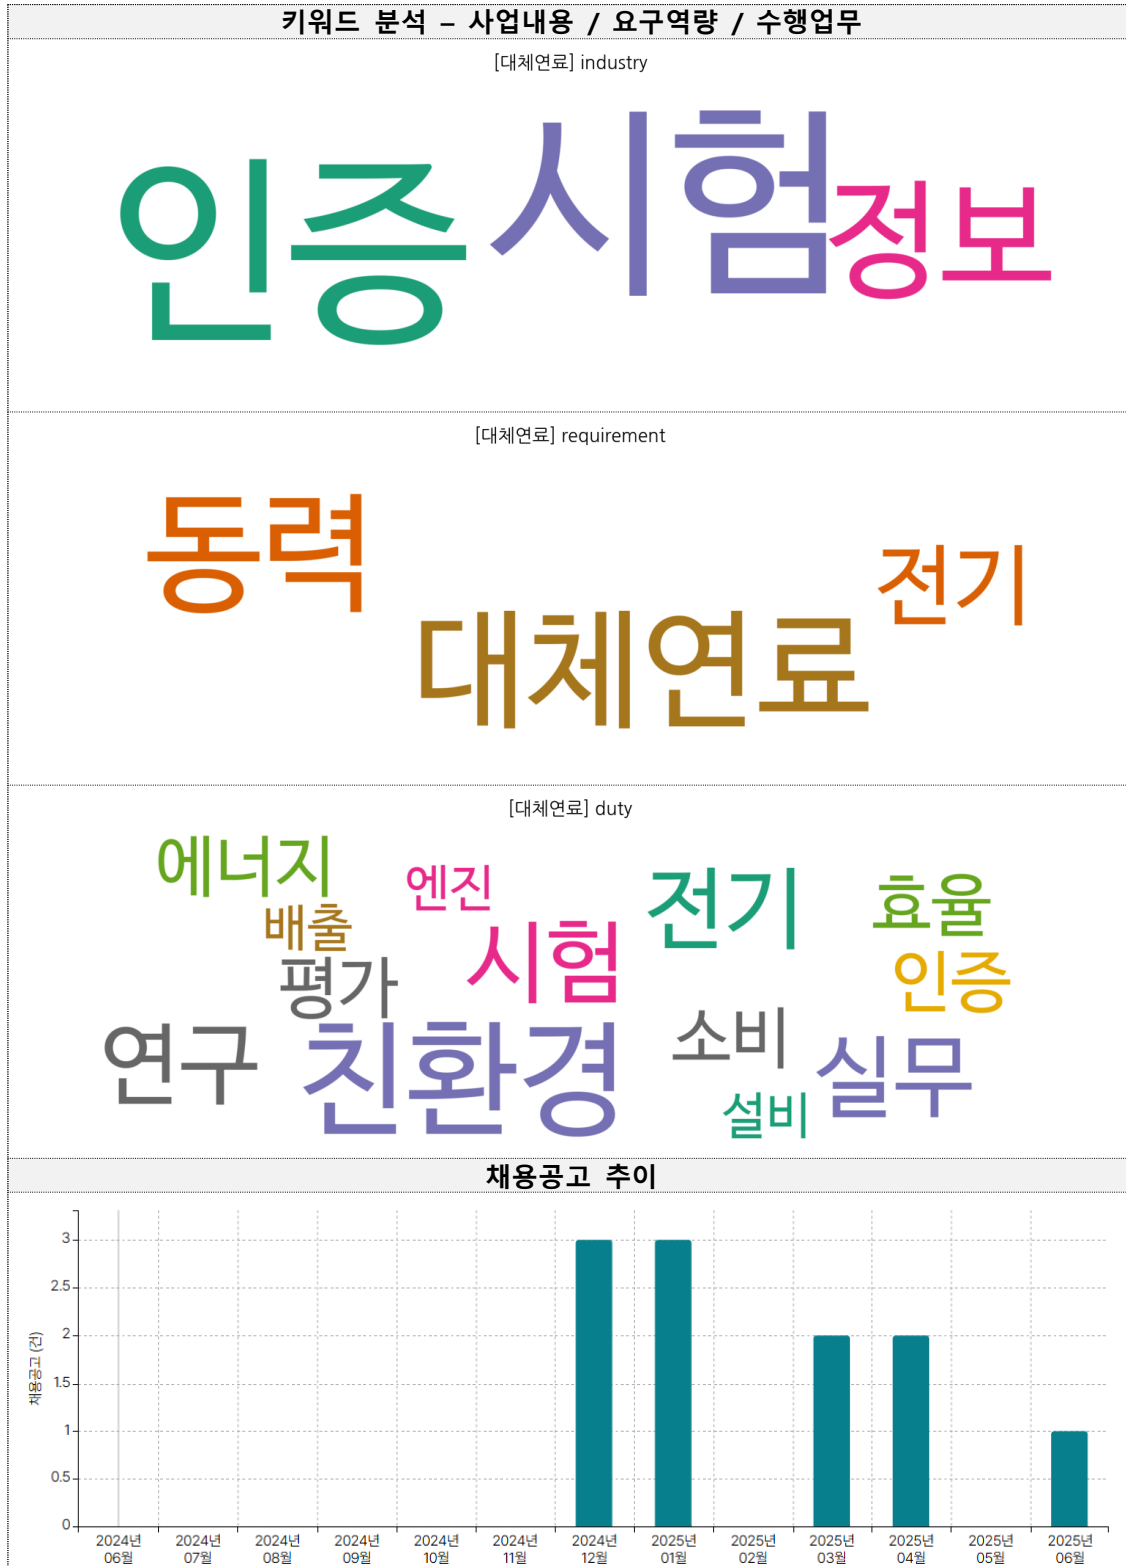 키워드 분석 – 사업내용 / 요구역량 / 수행업무
[대체연료] industry
인증 시험 정보
[대체연료] requirement
동력 대체연료 전기
[대체연료] duty
에너지 엔진 전기 효율
배출 시험 인증
평가
연구 친환경 소비 실무
설비
채용공고 추이
채용공고 (건)
3
2.5
2
1.5
1
0.5
0
2024년 2024년 2024년 2024년 2024년 2024년 2024년 2025년 2025년 2025년 2025년 2025년 2025년
06월 07월 08월 09월 10월 11월 12월 01월 02월 03월 04월 05월 06월